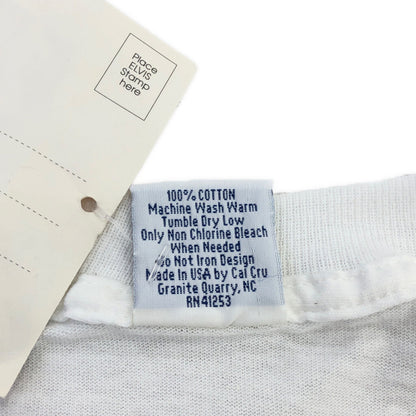 Place
ELVIS
Stamp
here
100% COTTON
Machine Wash Warm
Tumble Dry Low
Only Non Chlorine Bleach
When Needed
Do Not Iron Design
Made In USA by Cal Cru
Granite Quarry, NC
RN41253